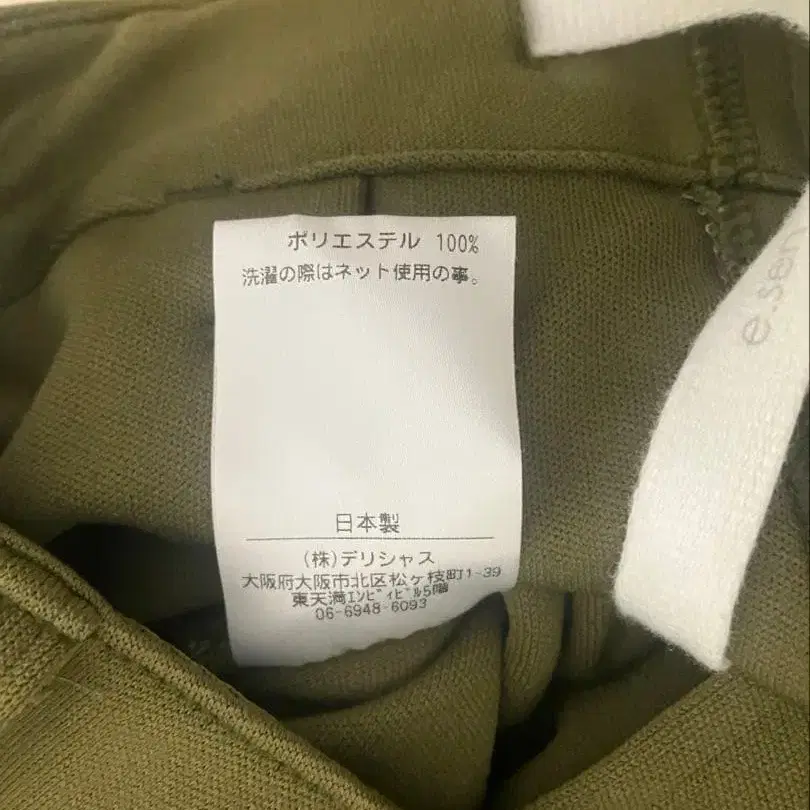 ポリエステル 100%
洗濯の際はネット使用の事。
日本製
(株)デリシャス
大阪府大阪市北区松ヶ枝町1-39
東天満ｴﾝﾋﾞｨﾋﾞﾙ5階
06-6948-6093
e.sen